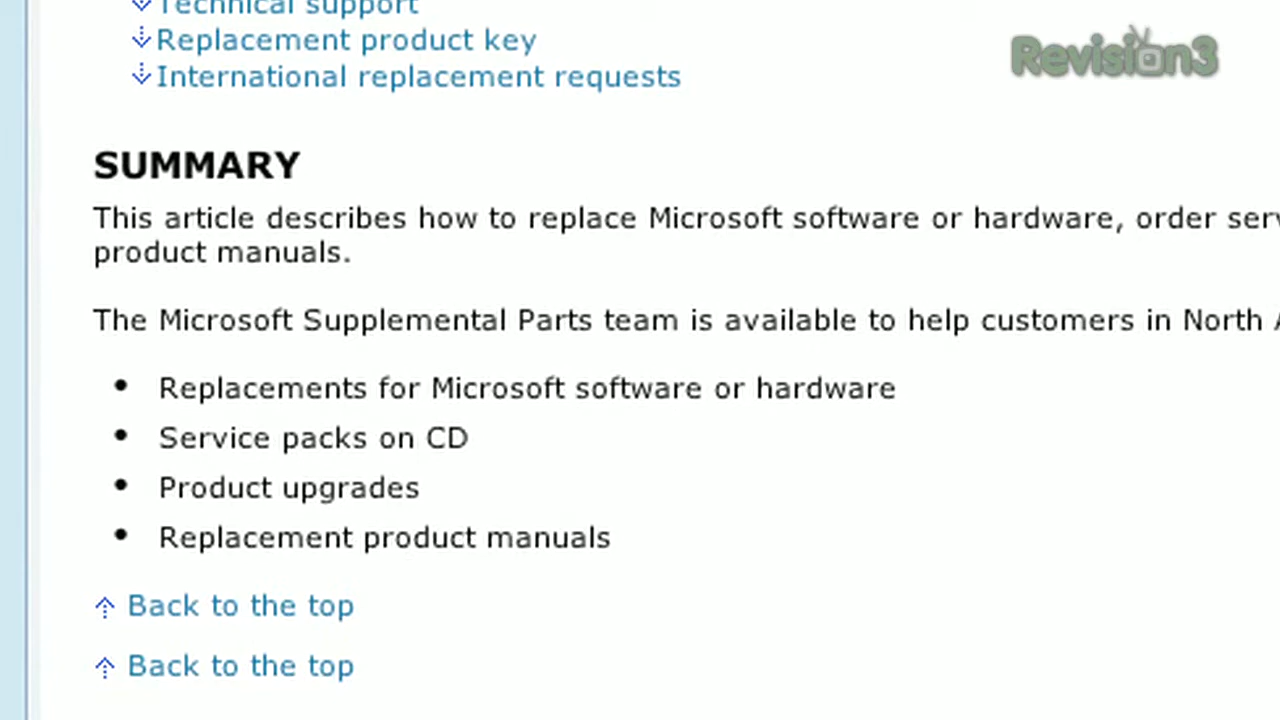 Technical support
Replacement product key
International replacement requests
Revision3
SUMMARY
This article describes how to replace Microsoft software or hardware, order
product manuals.
The Microsoft Supplemental Parts team is available to help customers in North
Replacements for Microsoft software or hardware
Service packs on CD
Product upgrades
Replacement product manuals
Back to the top
Back to the top